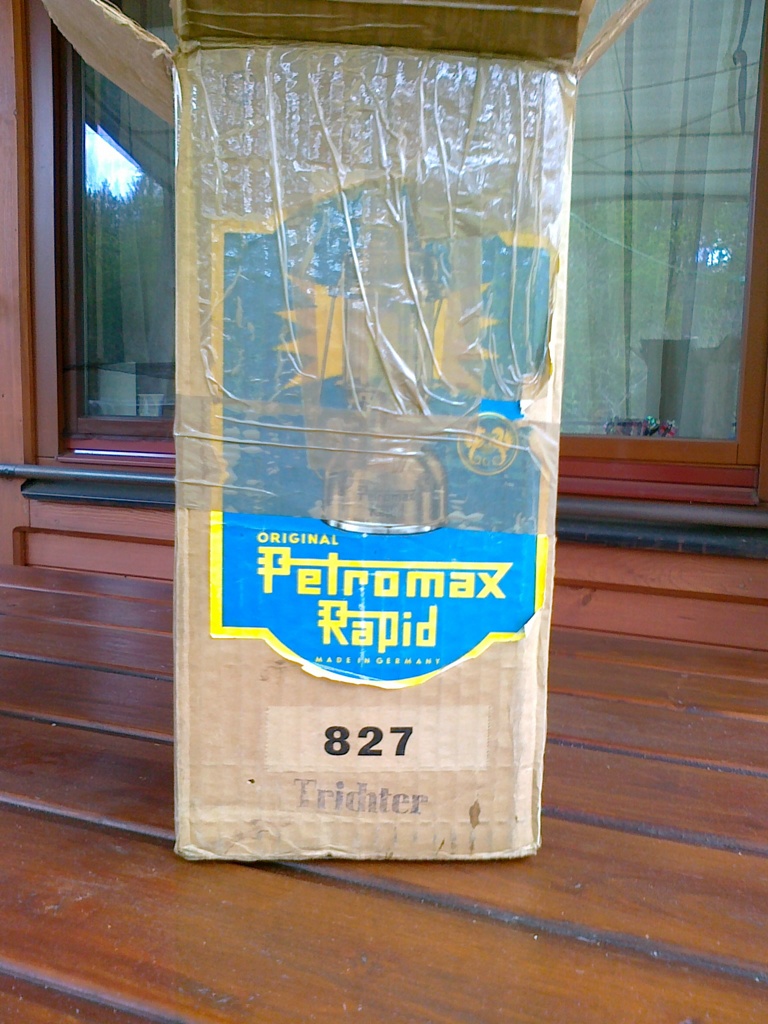 ORIGINAL
Petromax
Rapid
MADE IN GERMANY
827
Trichter